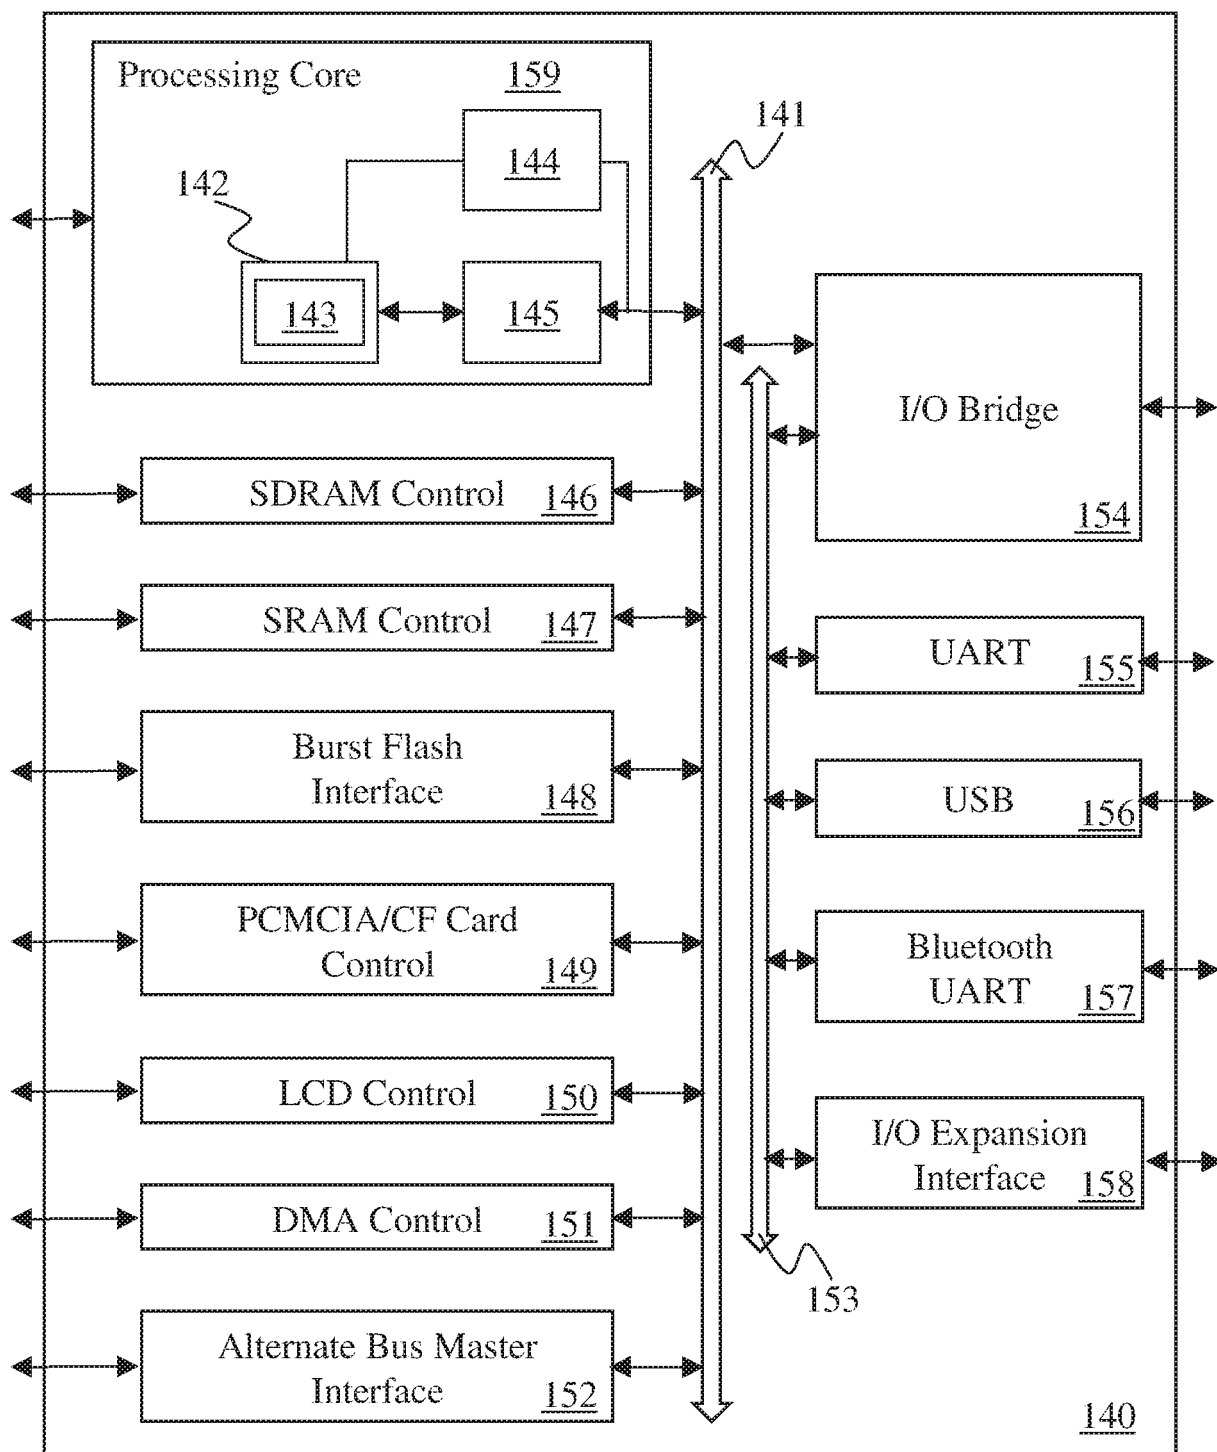 Processing Core
159
141
144
142
143
145
I/O Bridge
154
SDRAM Control 146
SRAM Control 147
UART 155
Burst Flash
Interface 148
USB 156
PCMCIA/CF Card
Control 149
Bluetooth
UART 157
LCD Control 150
I/O Expansion
Interface 158
DMA Control 151
153
Alternate Bus Master
Interface 152
140